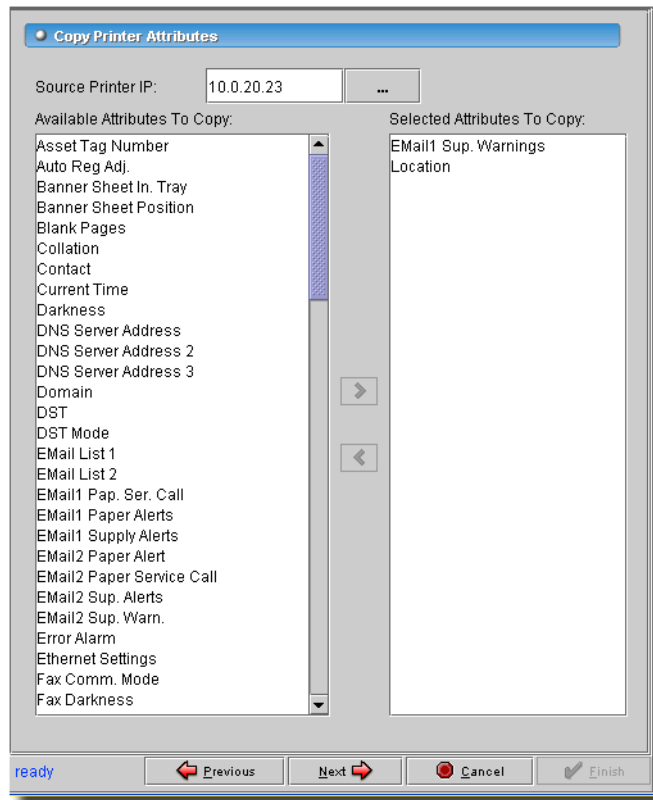 Copy Printer Attributes
Source Printer IP: 10.0.20.23 ...
Available Attributes To Copy:
Asset Tag Number
Auto Reg Adj.
Banner Sheet In. Tray
Banner Sheet Position
Blank Pages
Collation
Contact
Current Time
Darkness
DNS Server Address
DNS Server Address 2
DNS Server Address 3
Domain
DST
DST Mode
EMail List 1
EMail List 2
EMail1 Pap. Ser. Call
EMail1 Paper Alerts
EMail1 Supply Alerts
EMail2 Paper Alert
EMail2 Paper Service Call
EMail2 Sup. Alerts
EMail2 Sup. Warn.
Error Alarm
Ethernet Settings
Fax Comm. Mode
Fax Darkness
Selected Attributes To Copy:
EMail1 Sup. Warnings
Location
ready Previous Next Cancel Finish